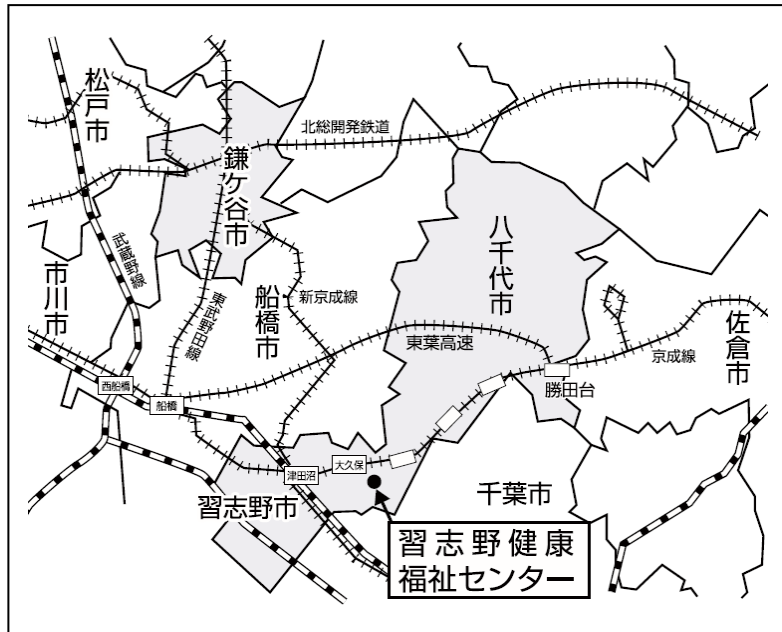 松戸市
北総開発鉄道
鎌ケ谷市
八千代市
武蔵野線
市川市
船橋市
新京成線
東武野田線
東葉高速
京成線
佐倉市
西船橋
船橋
勝田台
大久保
津田沼
千葉市
習志野市
習志野健康
福祉センター